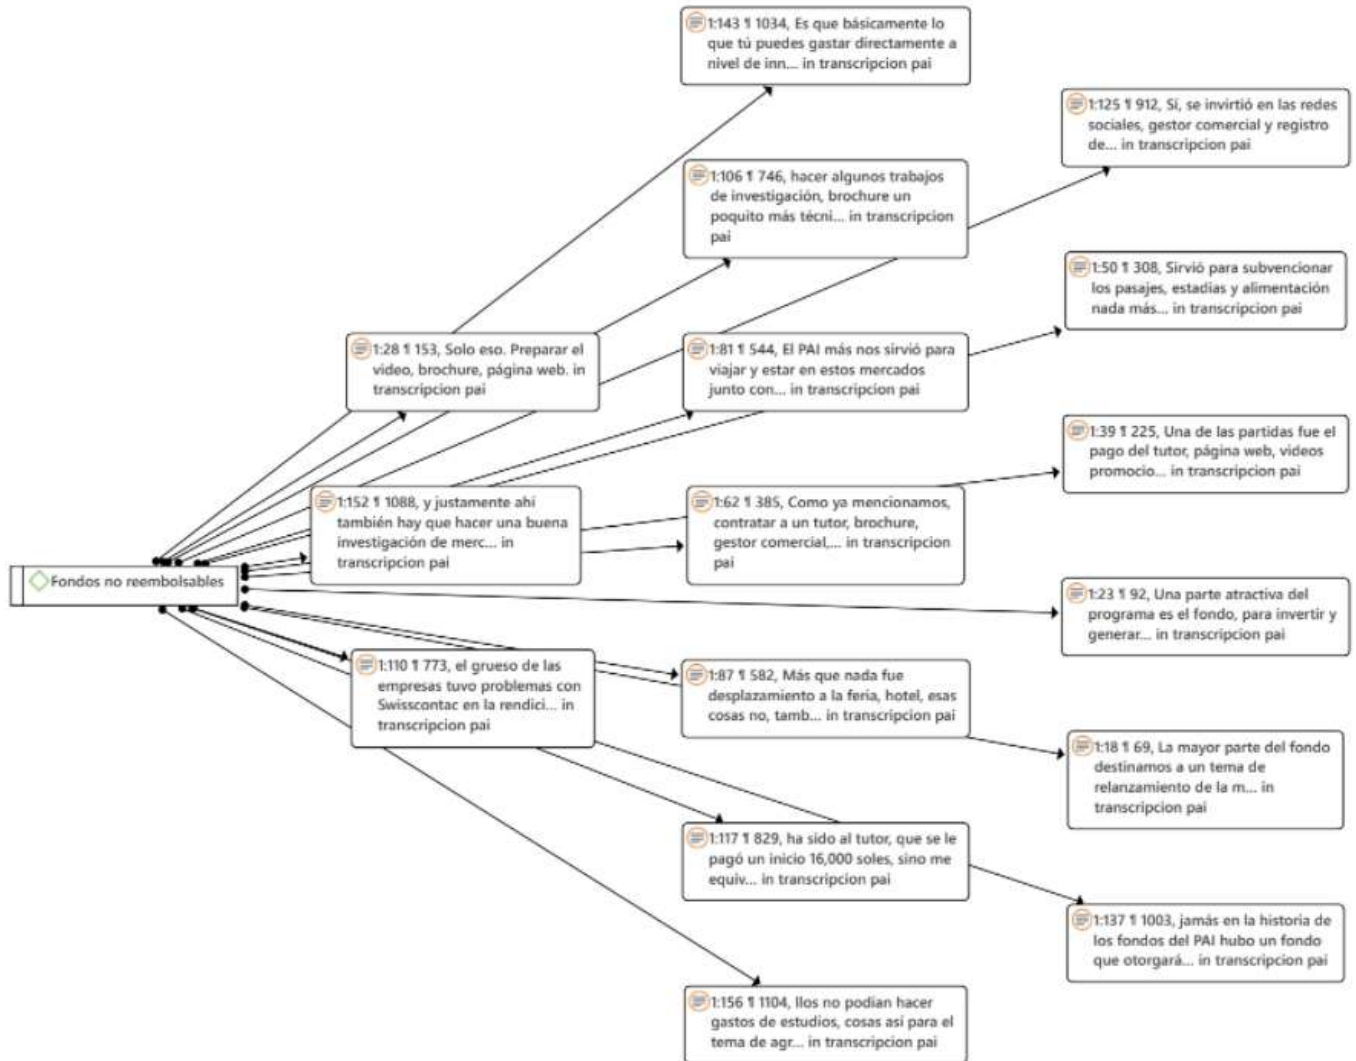 1:143 ¶ 1034, Es que básicamente lo
que tú puedes gastar directamente a
nivel de inn... in transcripcion pai
1:125 ¶ 912, Sí, se invirtió en las redes
sociales, gestor comercial y registro
de... in transcripcion pai
1:106 ¶ 746, hacer algunos trabajos
de investigación, brochure un
poquito más técni... in transcripcion
pai
1:50 ¶ 308, Sirvió para subvencionar
los pasajes, estadías y alimentación
nada más... in transcripcion pai
1:28 ¶ 153, Solo eso. Preparar el
video, brochure, página web. in
transcripcion pai
1:81 ¶ 544, El PAI más nos sirvió para
viajar y estar en estos mercados
junto con... in transcripcion pai
1:39 ¶ 225, Una de las partidas fue el
pago del tutor, página web, videos
promocio... in transcripcion pai
1:152 ¶ 1088, y justamente ahí
también hay que hacer una buena
investigación de merc... in
transcripcion pai
1:62 ¶ 385, Como ya mencionamos,
contratar a un tutor, brochure,
gestor comercial,... in transcripcion
pai
Fondos no reembolsables
1:23 ¶ 92, Una parte atractiva del
programa es el fondo, para invertir y
generar... in transcripcion pai
1:110 ¶ 773, el grueso de las
empresas tuvo problemas con
Swisscontac en la rendici... in
transcripcion pai
1:87 ¶ 582, Más que nada fue
desplazamiento a la feria, hotel, esas
cosas no, tamb... in transcripcion pai
1:18 ¶ 69, La mayor parte del fondo
destinamos a un tema de
relanzamiento de la m... in
transcripcion pai
1:117 ¶ 829, ha sido al tutor, que se le
pagó un inicio 16,000 soles, sino me
equiv... in transcripcion pai
1:137 ¶ 1003, jamás en la historia de
los fondos del PAI hubo un fondo
que otorgará... in transcripcion pai
1:156 ¶ 1104, llos no podían hacer
gastos de estudios, cosas así para el
tema de agr... in transcripcion pai